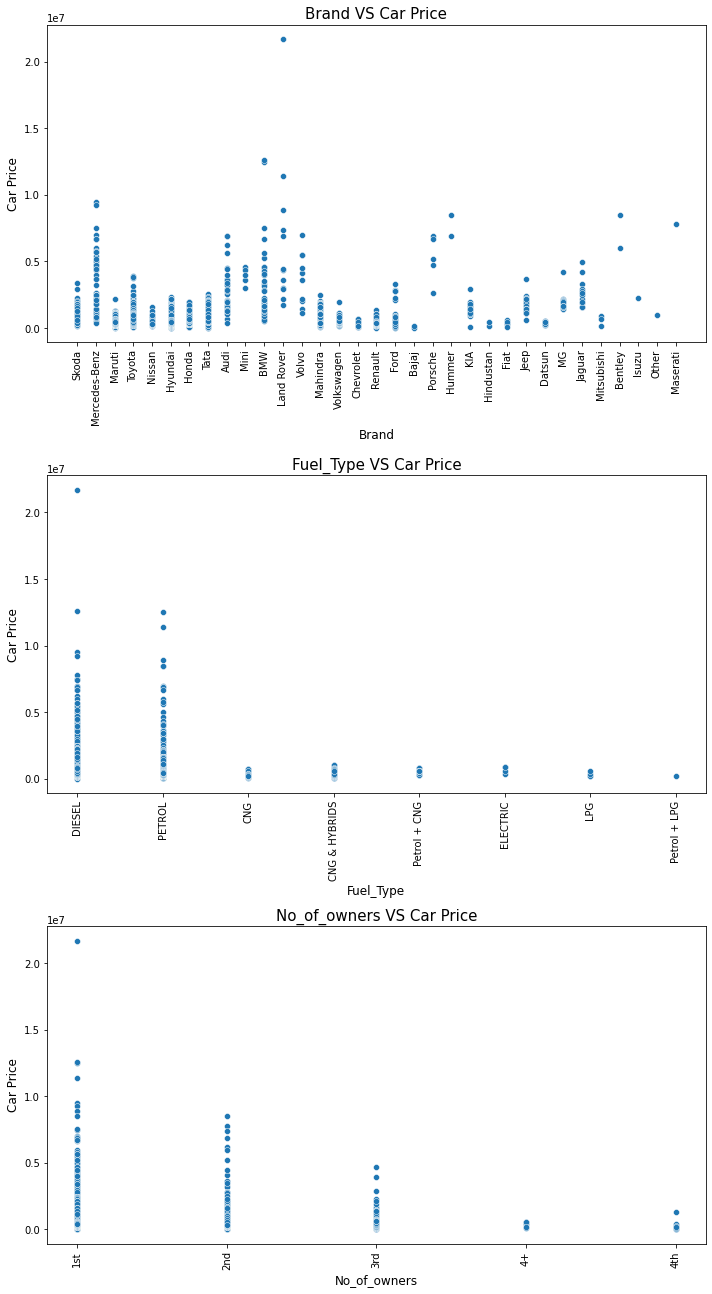 Brand VS Car Price
1e7
2.0
1.5
1.0
0.5
0.0
Car Price
Skoda
Mercedes-Benz
Maruti
Toyota
Nissan
Hyundai
Honda
Tata
Audi
Mini
BMW
Land Rover
Volvo
Mahindra
Volkswagen
Chevrolet
Renault
Ford
Bajaj
Porsche
Hummer
KIA
Hindustan
Fiat
Jeep
Datsun
MG
Jaguar
Mitsubishi
Bentley
Isuzu
Other
Maserati
Brand
Fuel_Type VS Car Price
1e7
2.0
1.5
1.0
0.5
0.0
Car Price
DIESEL
PETROL
CNG
CNG & HYBRIDS
Petrol + CNG
ELECTRIC
LPG
Petrol + LPG
Fuel_Type
No_of_owners VS Car Price
1e7
2.0
1.5
1.0
0.5
0.0
Car Price
1st
2nd
3rd
4+
4th
No_of_owners